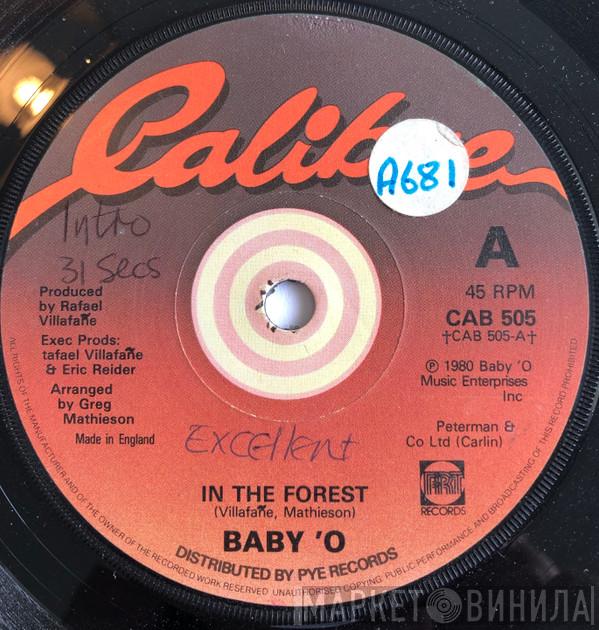 Calibre
A681
Intro
31 Secs
A
45 RPM
CAB 505
†CAB 505-A†
Produced
by Rafael
Villafañe
Exec Prods:
tafael Villafañe
& Eric Reider
Arranged
by Greg
Mathieson
Made in England
℗ 1980 Baby 'O
Music Enterprises
Inc
Peterman &
Co Ltd (Carlin)
PRT
RECORDS
Excellent
IN THE FOREST
(Villafañe, Mathieson)
BABY 'O
DISTRIBUTED BY PYE RECORDS
ALL RIGHTS OF THE MANUFACTURER AND OF THE OWNER OF THE RECORDED WORK RESERVED UNAUTHORISED COPYING PUBLIC PERFORMANCE AND BROADCASTING OF THIS RECORD PROHIBITED
МАРКЕТ ВИНИЛА